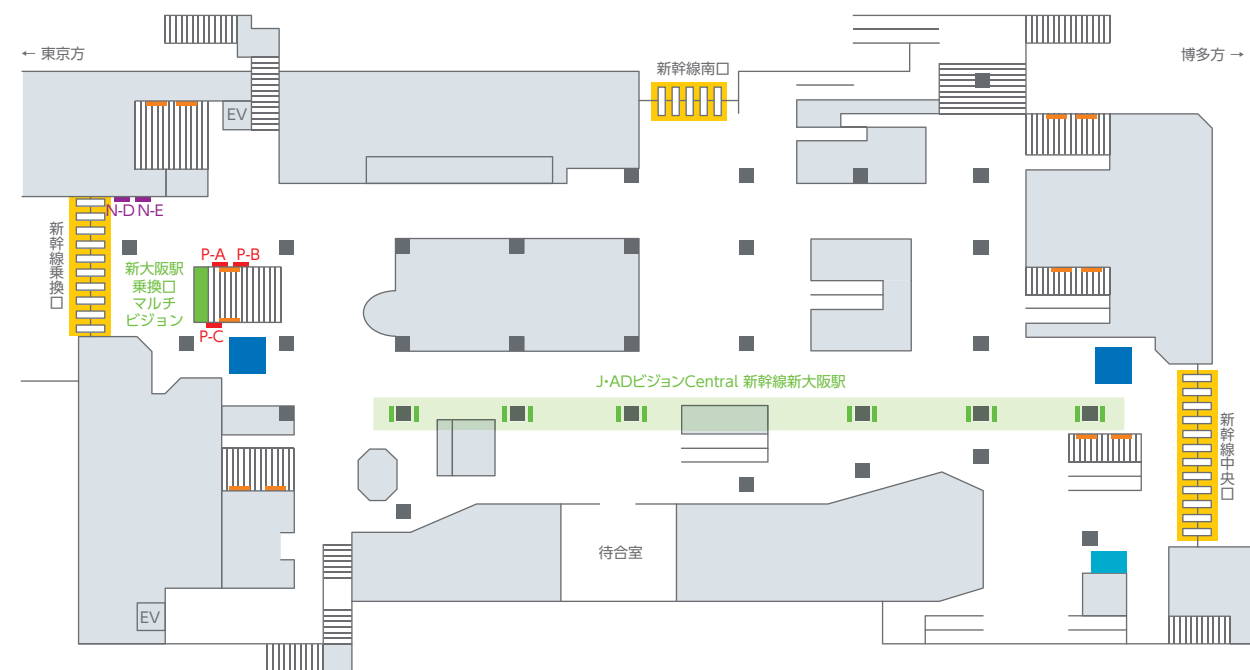 ← 東京方
新幹線南口
博多方 →
EV
N-D N-E
新幹線乗換口
P-A P-B
新大阪駅
乗換口
マルチ
ビジョン
P-C
J・ADビジョンCentral 新幹線新大阪駅
新幹線中央口
待合室
EV